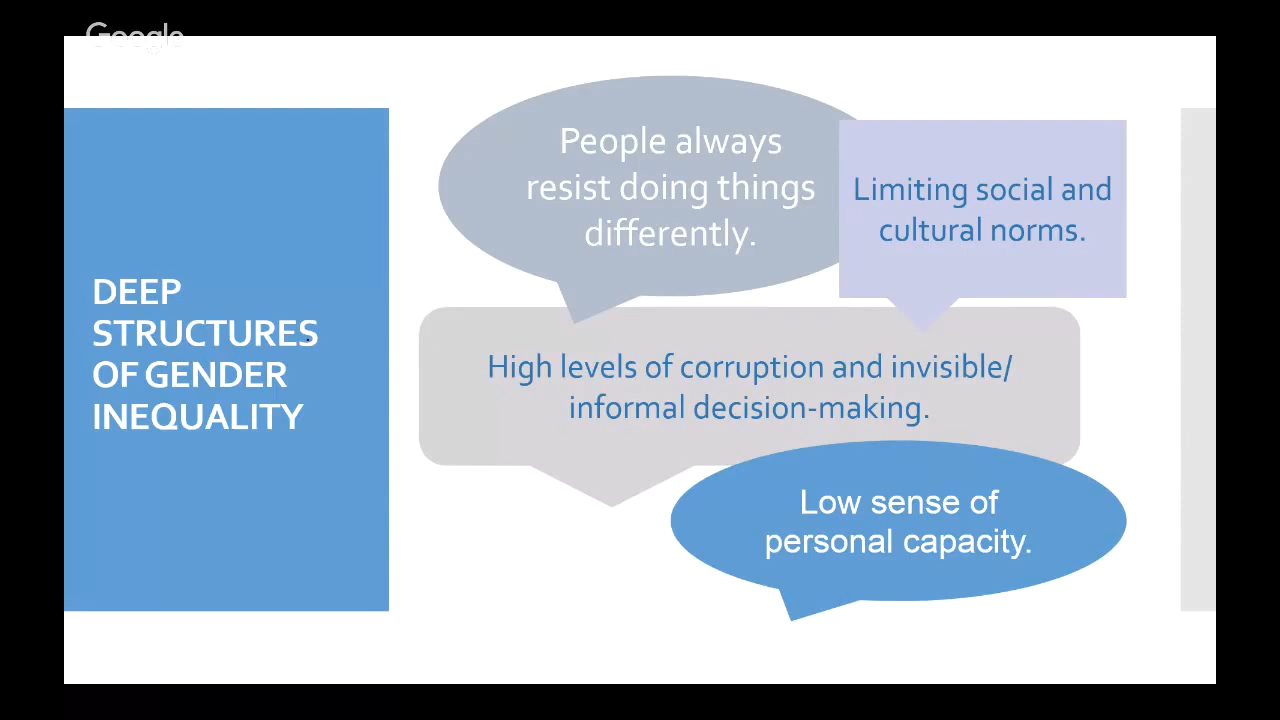 Google
DEEP
STRUCTURES
OF GENDER
INEQUALITY
People always
resist doing things
differently.
Limiting social and
cultural norms.
High levels of corruption and invisible/
informal decision-making.
Low sense of
personal capacity.